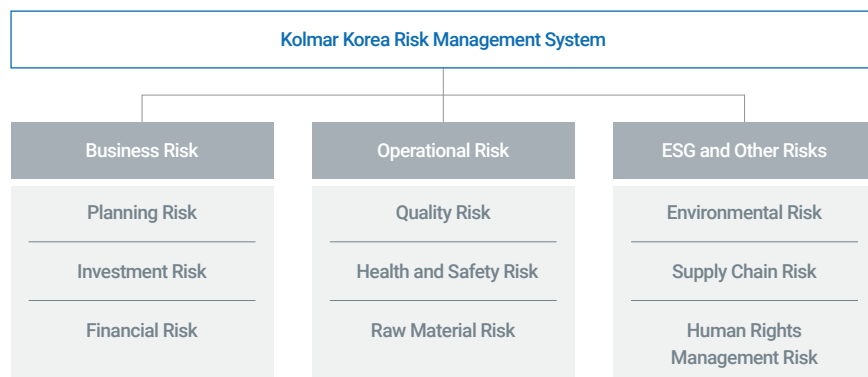 Kolmar Korea Risk Management System
Business Risk
Operational Risk
ESG and Other Risks
Planning Risk
Quality Risk
Environmental Risk
Investment Risk
Health and Safety Risk
Supply Chain Risk
Financial Risk
Raw Material Risk
Human Rights
Management Risk